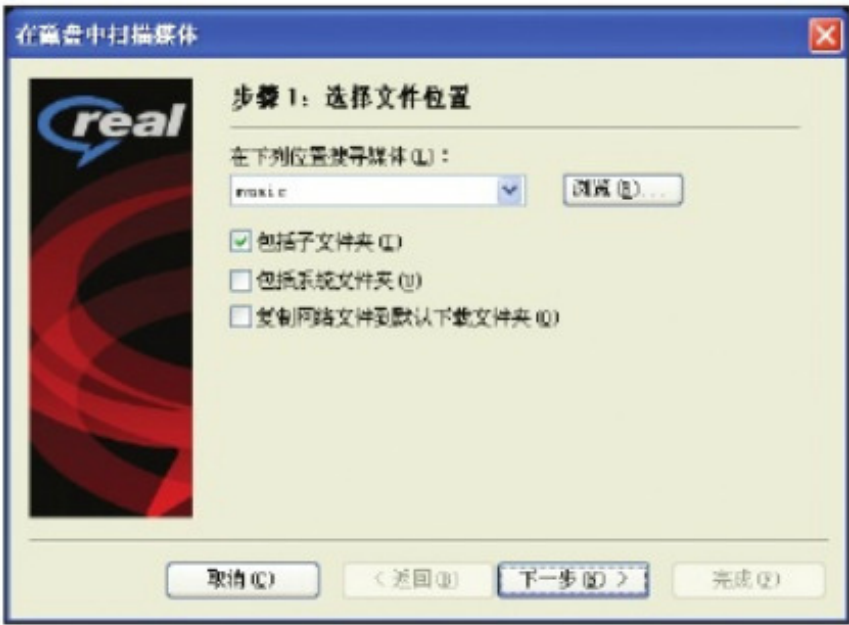 在磁盘中扫描媒体
real
步骤 1：选择文件位置
在下列位置搜寻媒体(L)：
music
浏览(R)...
包括子文件夹(I)
包括系统文件夹(U)
复制网络文件到默认下载文件夹(O)
取消(C)
< 返回(B)
下一步(N) >
完成(F)